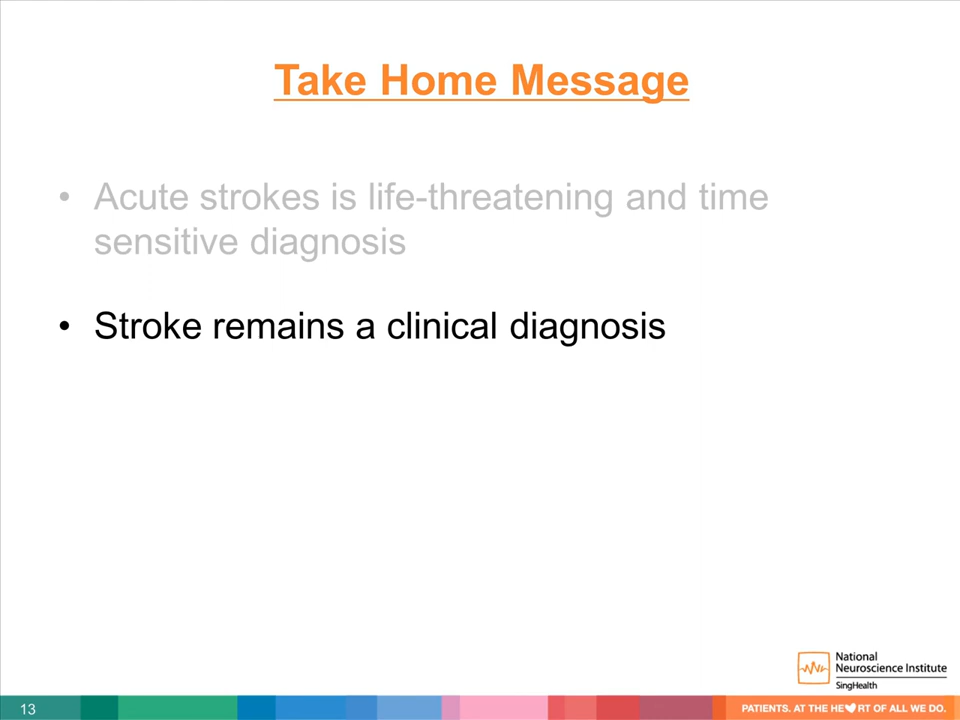 Take Home Message
• Acute strokes is life-threatening and time
sensitive diagnosis
• Stroke remains a clinical diagnosis
National
Neuroscience Institute
SingHealth
13
PATIENTS. AT THE HE♥RT OF ALL WE DO.